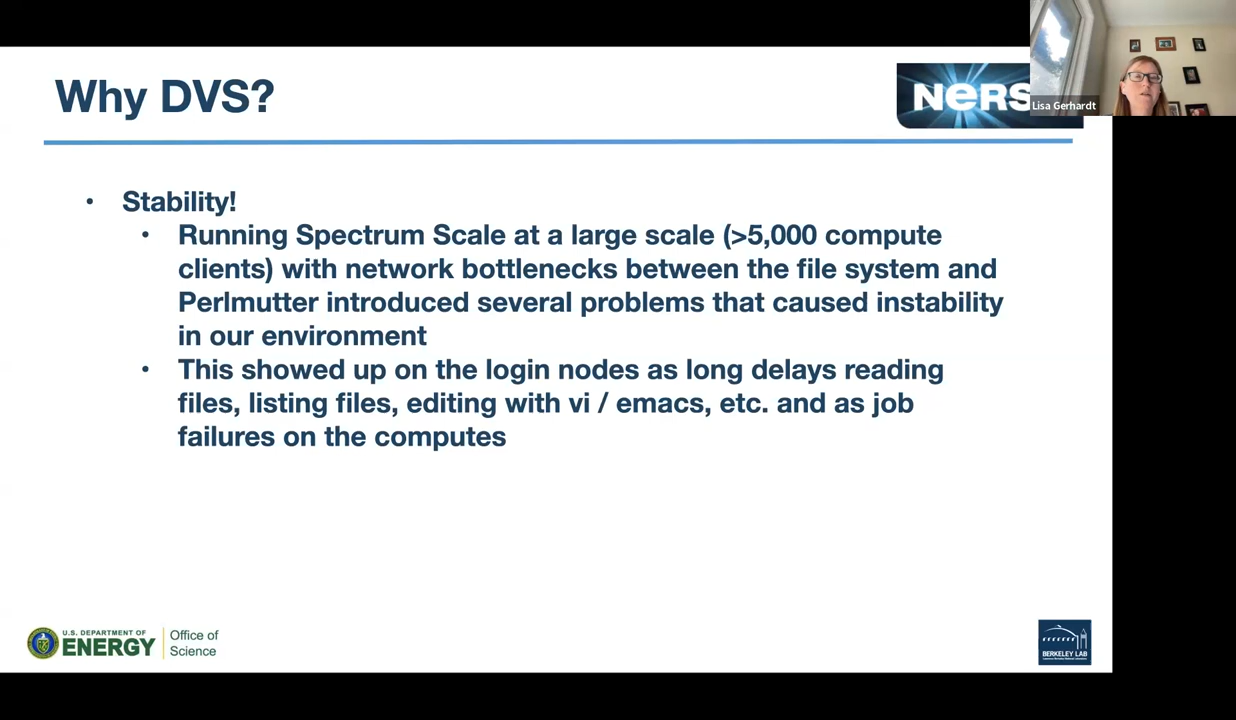 Why DVS?
NERS
Lisa Gerhardt
• Stability!
• Running Spectrum Scale at a large scale (>5,000 compute
clients) with network bottlenecks between the file system and
Perlmutter introduced several problems that caused instability
in our environment
• This showed up on the login nodes as long delays reading
files, listing files, editing with vi / emacs, etc. and as job
failures on the computes
U.S. DEPARTMENT OF
ENERGY
Office of
Science
BERKELEY LAB